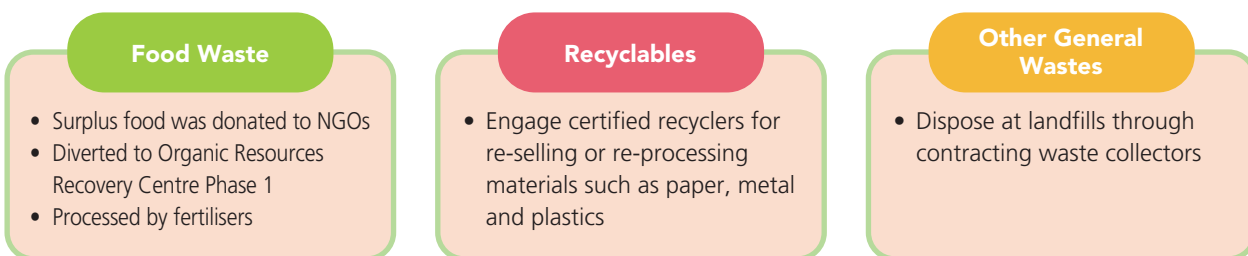 Food Waste
• Surplus food was donated to NGOs
• Diverted to Organic Resources
Recovery Centre Phase 1
• Processed by fertilisers
Recyclables
• Engage certified recyclers for
re-selling or re-processing
materials such as paper, metal
and plastics
Other General
Wastes
• Dispose at landfills through
contracting waste collectors